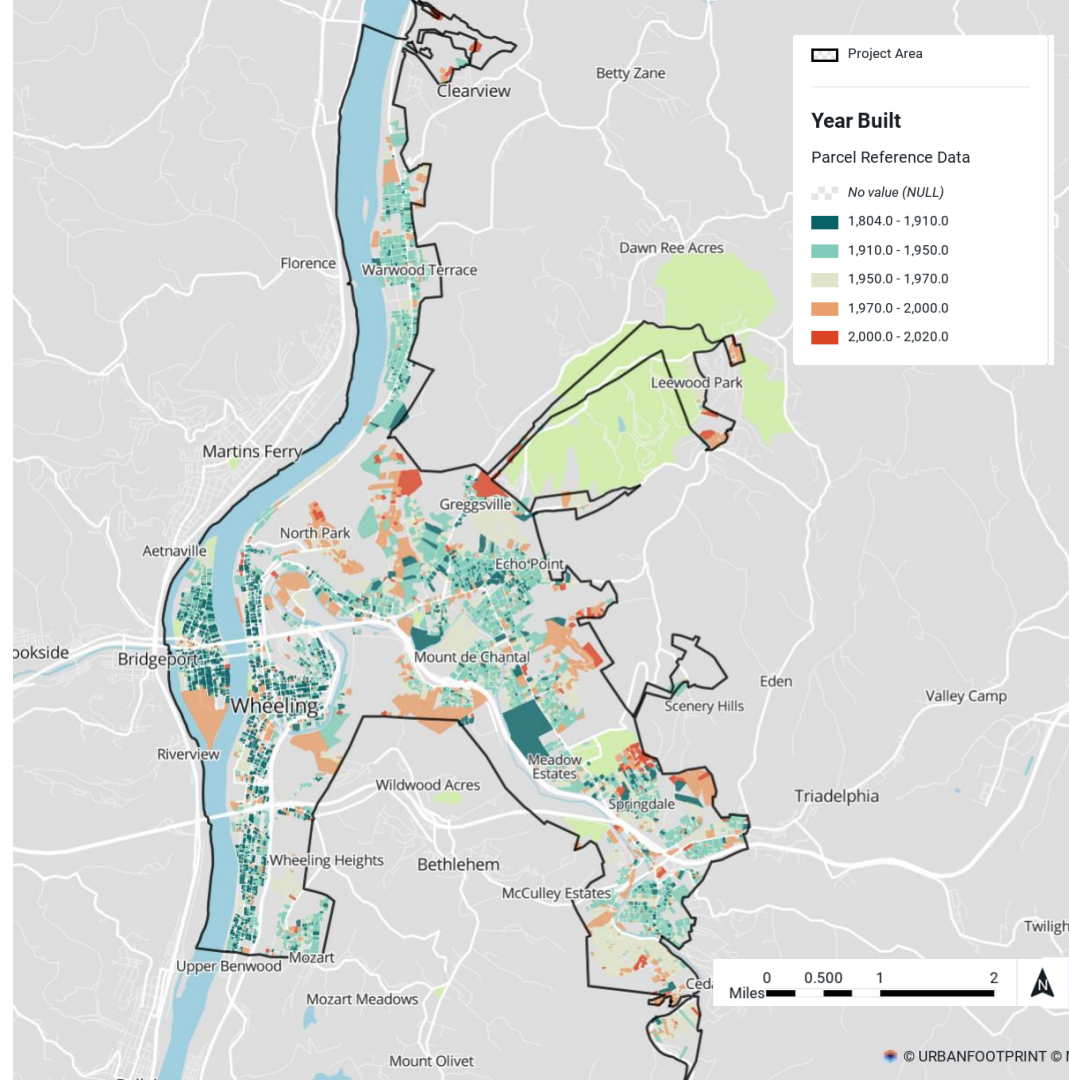 Project Area
Year Built
Parcel Reference Data
No value (NULL)
1,804.0 - 1,910.0
1,910.0 - 1,950.0
1,950.0 - 1,970.0
1,970.0 - 2,000.0
2,000.0 - 2,020.0
Betty Zane
Clearview
Dawn Ree Acres
Florence
Warwood Terrace
Leewood Park
Martins Ferry
Greggsville
North Park
Aetnaville
Echo Point
ookside
Bridgeport
Mount de Chantal
Eden
Valley Camp
Wheeling
Scenery Hills
Riverview
Meadow
Estates
Wildwood Acres
Springdale
Triadelphia
Wheeling Heights
Bethlehem
McCulley Estates
Twiligh
Mozart
Upper Benwood
Ceda
Mozart Meadows
0 0.500 1 2
Miles
N
Mount Olivet
© URBANFOOTPRINT © M